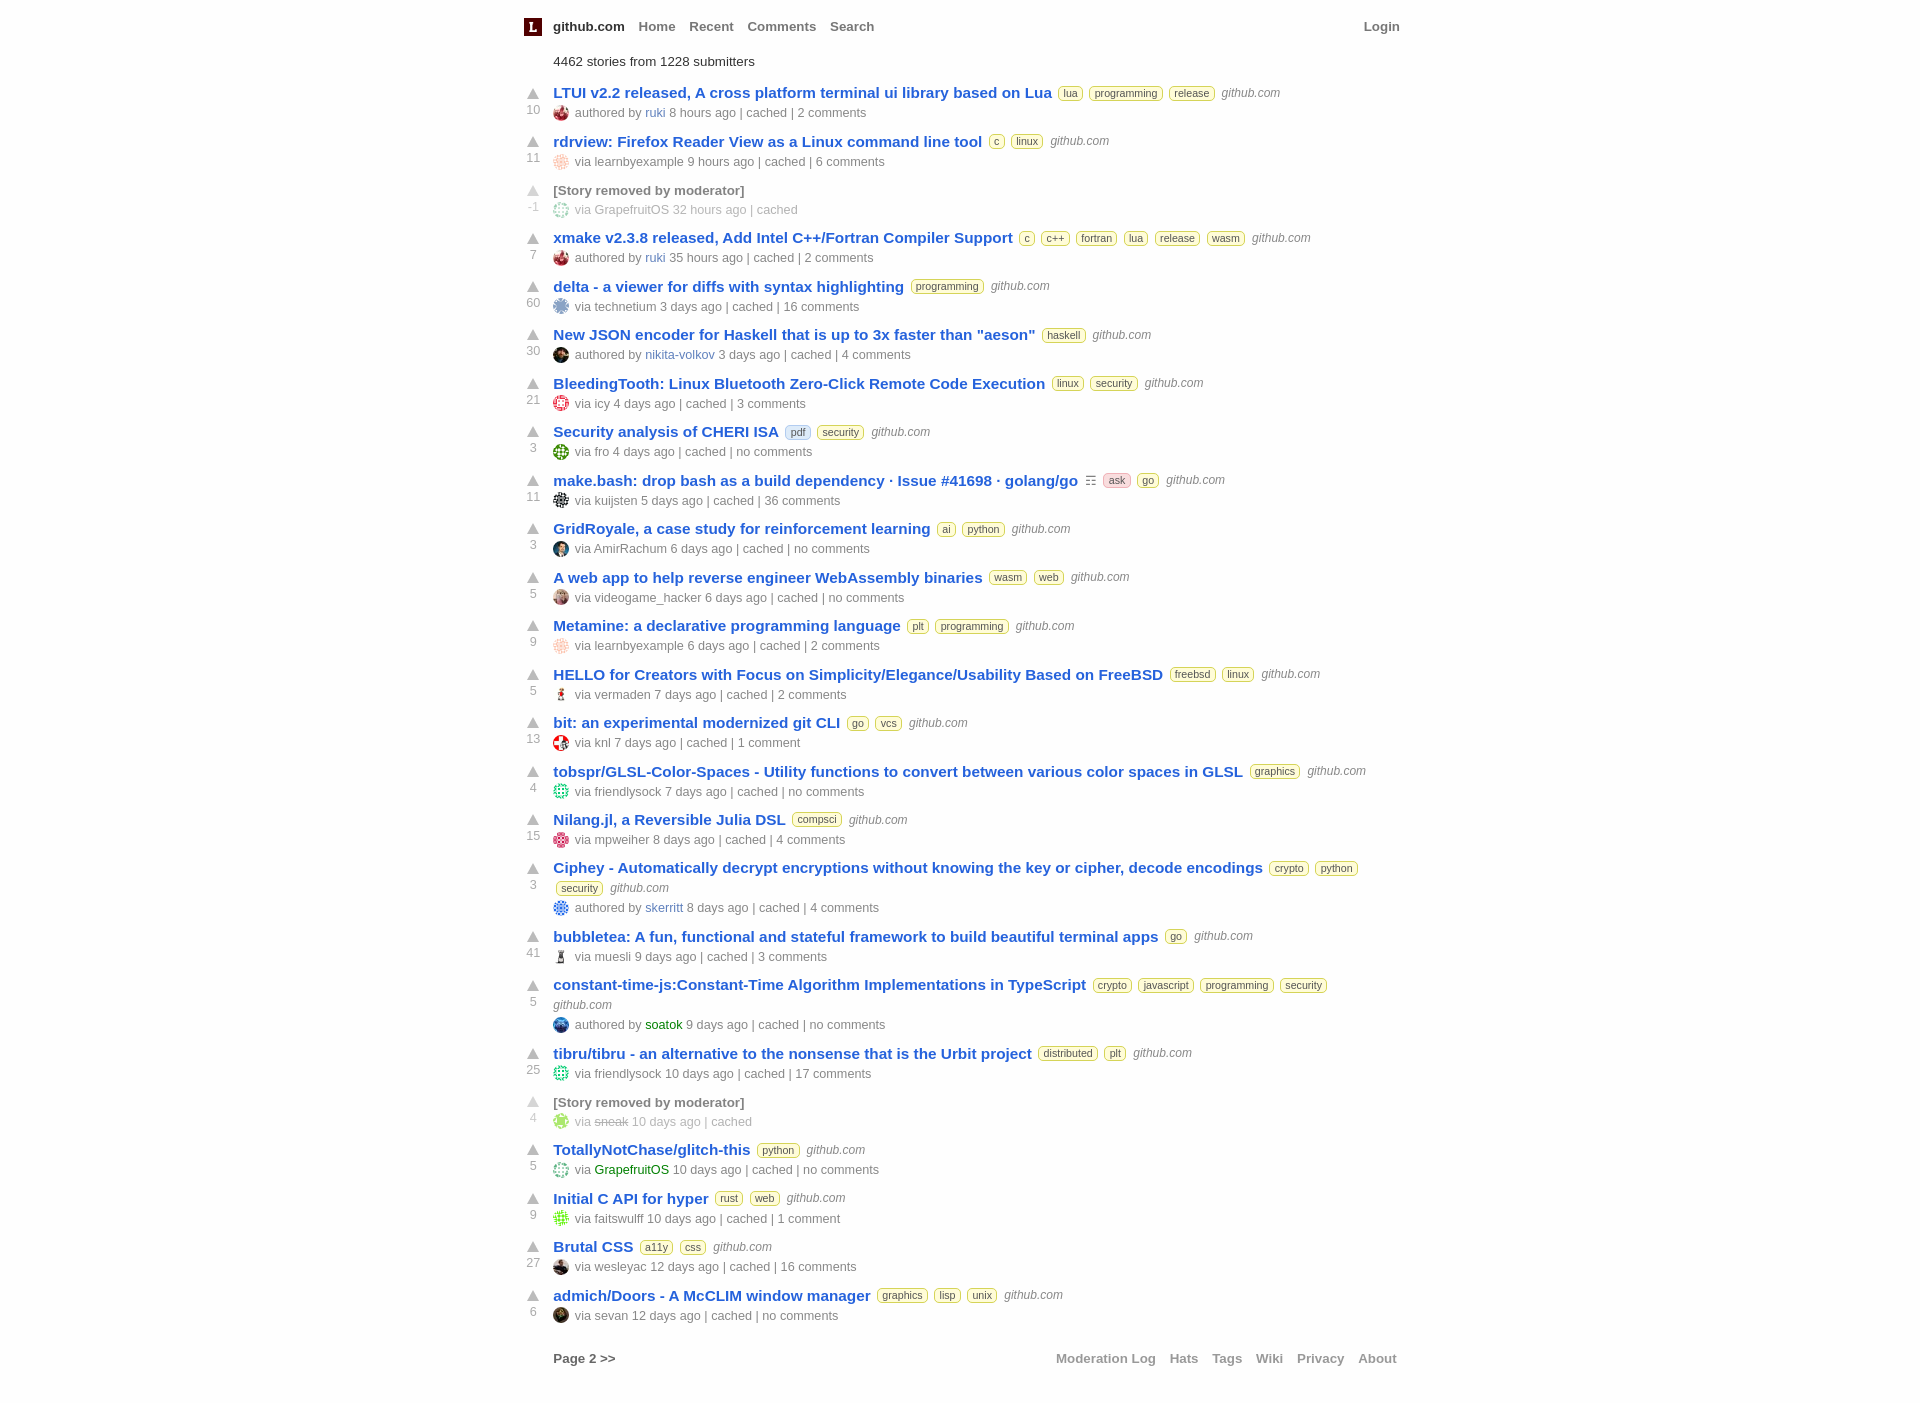 L github.com Home Recent Comments Search Login
4462 stories from 1228 submitters
LTUI v2.2 released, A cross platform terminal ui library based on Lua lua programming release github.com
10 authored by ruki 8 hours ago | cached | 2 comments
rdrview: Firefox Reader View as a Linux command line tool c linux github.com
11 via learnbyexample 9 hours ago | cached | 6 comments
[Story removed by moderator]
-1 via GrapefruitOS 32 hours ago | cached
xmake v2.3.8 released, Add Intel C++/Fortran Compiler Support c c++ fortran lua release wasm github.com
7 authored by ruki 35 hours ago | cached | 2 comments
delta - a viewer for diffs with syntax highlighting programming github.com
60 via technetium 3 days ago | cached | 16 comments
New JSON encoder for Haskell that is up to 3x faster than "aeson" haskell github.com
30 authored by nikita-volkov 3 days ago | cached | 4 comments
BleedingTooth: Linux Bluetooth Zero-Click Remote Code Execution linux security github.com
21 via icy 4 days ago | cached | 3 comments
Security analysis of CHERI ISA pdf security github.com
3 via fro 4 days ago | cached | no comments
make.bash: drop bash as a build dependency · Issue #41698 · golang/go ☶ ask go github.com
11 via kuijsten 5 days ago | cached | 36 comments
GridRoyale, a case study for reinforcement learning ai python github.com
3 via AmirRachum 6 days ago | cached | no comments
A web app to help reverse engineer WebAssembly binaries wasm web github.com
5 via videogame_hacker 6 days ago | cached | no comments
Metamine: a declarative programming language plt programming github.com
9 via learnbyexample 6 days ago | cached | 2 comments
HELLO for Creators with Focus on Simplicity/Elegance/Usability Based on FreeBSD freebsd linux github.com
5 via vermaden 7 days ago | cached | 2 comments
bit: an experimental modernized git CLI go vcs github.com
13 via knl 7 days ago | cached | 1 comment
tobspr/GLSL-Color-Spaces - Utility functions to convert between various color spaces in GLSL graphics github.com
4 via friendlysock 7 days ago | cached | no comments
Nilang.jl, a Reversible Julia DSL compsci github.com
15 via mpweiher 8 days ago | cached | 4 comments
Ciphey - Automatically decrypt encryptions without knowing the key or cipher, decode encodings crypto python
3 security github.com
authored by skerritt 8 days ago | cached | 4 comments
bubbletea: A fun, functional and stateful framework to build beautiful terminal apps go github.com
41 via muesli 9 days ago | cached | 3 comments
constant-time-js:Constant-Time Algorithm Implementations in TypeScript crypto javascript programming security
5 github.com
authored by soatok 9 days ago | cached | no comments
tibru/tibru - an alternative to the nonsense that is the Urbit project distributed plt github.com
25 via friendlysock 10 days ago | cached | 17 comments
[Story removed by moderator]
4 via sneak 10 days ago | cached
TotallyNotChase/glitch-this python github.com
5 via GrapefruitOS 10 days ago | cached | no comments
Initial C API for hyper rust web github.com
9 via faitswulff 10 days ago | cached | 1 comment
Brutal CSS a11y css github.com
27 via wesleyac 12 days ago | cached | 16 comments
admich/Doors - A McCLIM window manager graphics lisp unix github.com
6 via sevan 12 days ago | cached | no comments
Page 2 >> Moderation Log Hats Tags Wiki Privacy About